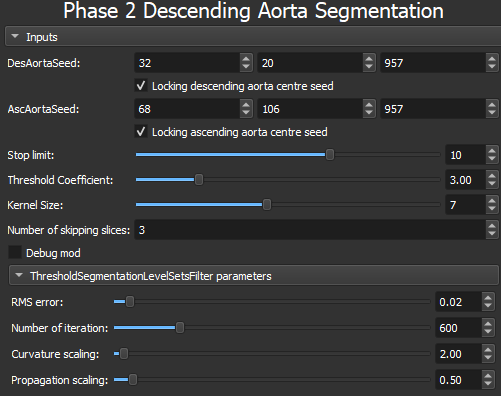 Phase 2 Descending Aorta Segmentation
Inputs
DesAortaSeed: 32 20 957
Locking descending aorta centre seed
AscAortaSeed: 68 106 957
Locking ascending aorta centre seed
Stop limit: 10
Threshold Coefficient: 3.00
Kernel Size: 7
Number of skipping slices: 3
Debug mod
ThresholdSegmentationLevelSetsFilter parameters
RMS error: 0.02
Number of iteration: 600
Curvature scaling: 2.00
Propagation scaling: 0.50